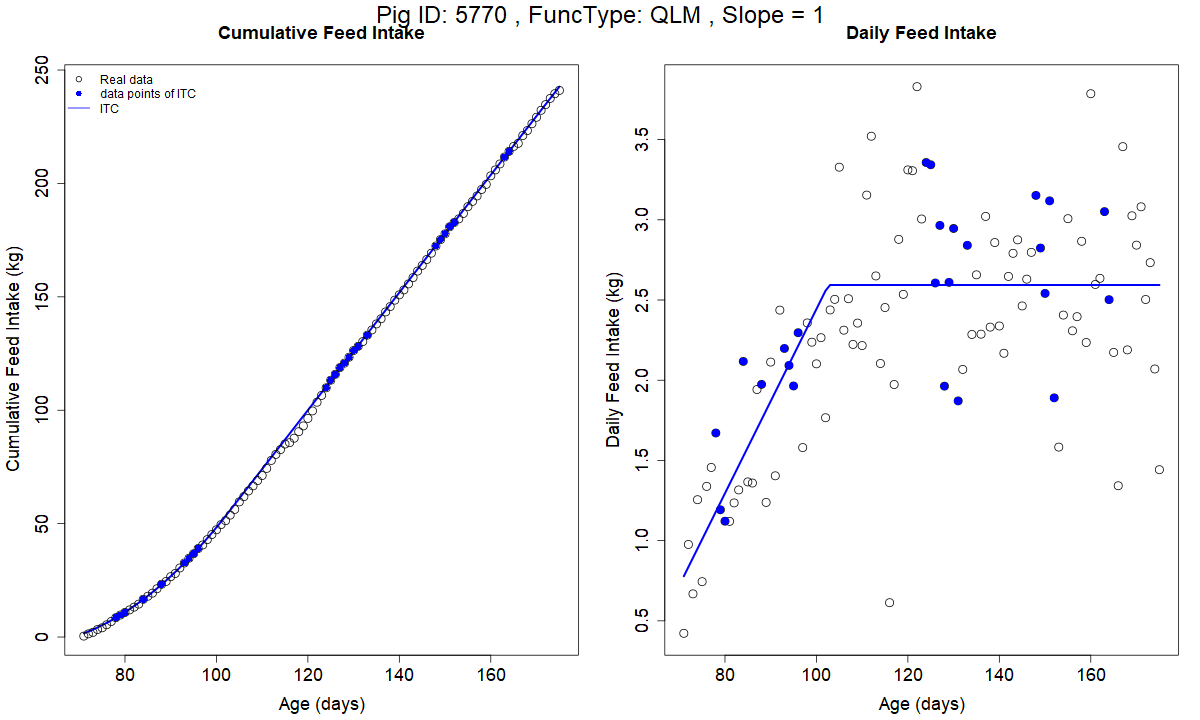 Pig ID: 5770 , FuncType: QLM , Slope = 1
Cumulative Feed Intake
Daily Feed Intake
Real data
data points of ITC
ITC
Cumulative Feed Intake (kg)
0
50
100
150
200
250
80
100
120
140
160
Age (days)
Daily Feed Intake (kg)
0.5
1.0
1.5
2.0
2.5
3.0
3.5
80
100
120
140
160
Age (days)